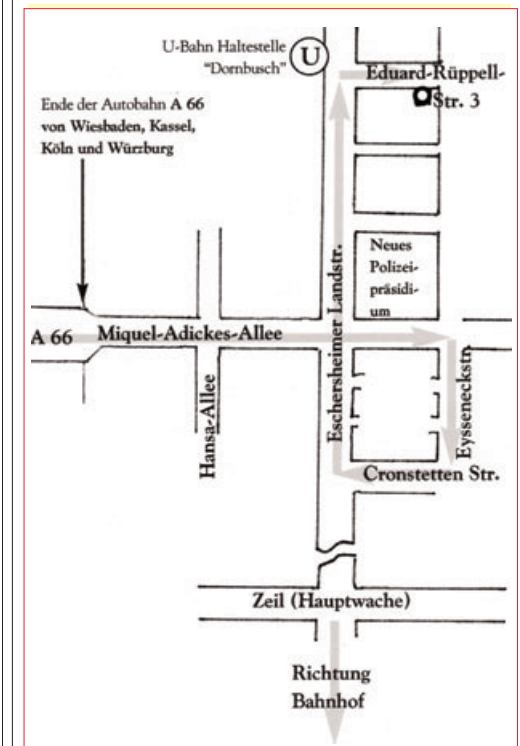 U-Bahn Haltestelle
"Dornbusch"
U
Eduard-Rüppell-
Str. 3
Ende der Autobahn A 66
von Wiesbaden, Kassel,
Köln und Würzburg
Neues
Polizei-
präsidi-
um
Eschersheimer Landstr.
A 66
Miquel-Adickes-Allee
Hansa-Allee
Eysseneckstr.
Cronstetten Str.
Zeil (Hauptwache)
Richtung
Bahnhof